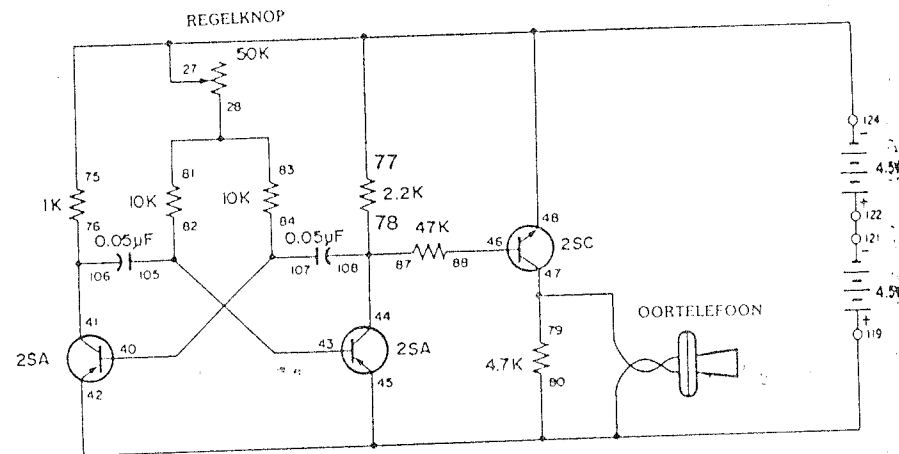 REGELKNOP
50K
27
28
124
75
81
83
77
1K
10K
10K
2.2K
4.5V
76
82
84
78
47K
48
122
0.05µF
0.05µF
46
2SC
121
106
105
107
108
87
88
47
41
44
OORTELEFOON
4.5V
2SA
40
43
2SA
79
119
42
45
4.7K
80